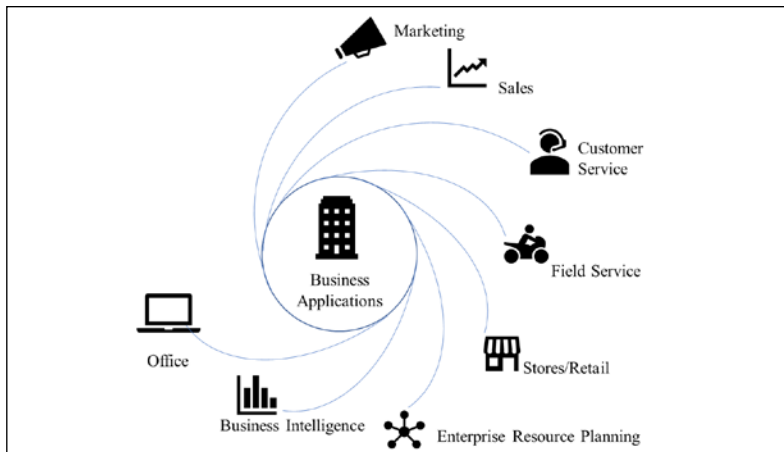 Marketing
Sales
Customer
Service
Field Service
Stores/Retail
Enterprise Resource Planning
Business Intelligence
Office
Business
Applications